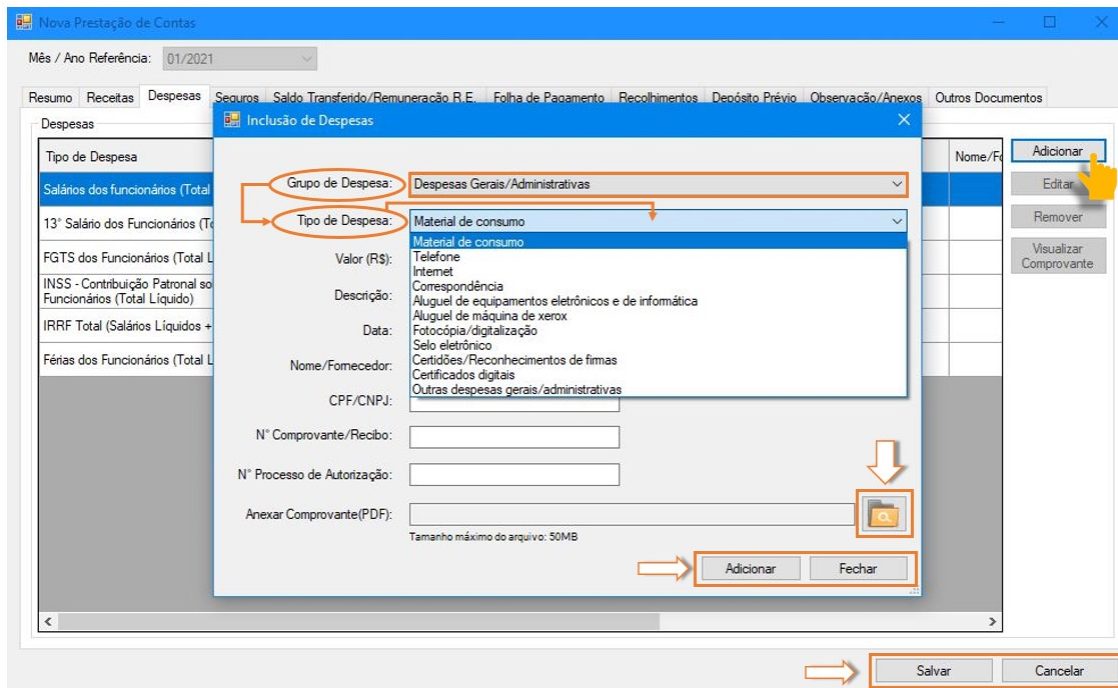 Nova Prestação de Contas
Mês / Ano Referência: 01/2021
Resumo Receitas Despesas Seguros Saldo Transferido/Remuneração R.E. Folha de Pagamento Recolhimentos Depósito Prévio Observação/Anexos Outros Documentos
Despesas
Inclusão de Despesas
Tipo de Despesa
Nome/Fo
Adicionar
Salários dos funcionários (Total
Editar
13° Salário dos Funcionários (To
Remover
FGTS dos Funcionários (Total L
Visualizar
Comprovante
INSS - Contribuição Patronal so
Funcionários (Total Líquido)
IRRF Total (Salários Líquidos +
Férias dos Funcionários (Total L
Grupo de Despesa: Despesas Gerais/Administrativas
Tipo de Despesa: Material de consumo
Material de consumo
Telefone
Internet
Correspondência
Aluguel de equipamentos eletrônicos e de informática
Aluguel de máquina de xerox
Fotocópia/digitalização
Selo eletrônico
Certidões/Reconhecimentos de firmas
Certificados digitais
Outras despesas gerais/administrativas
Valor (R$):
Descrição:
Data:
Nome/Fornecedor:
CPF/CNPJ:
N° Comprovante/Recibo:
N° Processo de Autorização:
Anexar Comprovante(PDF):
Tamanho máximo do arquivo: 50MB
Adicionar Fechar
Salvar Cancelar